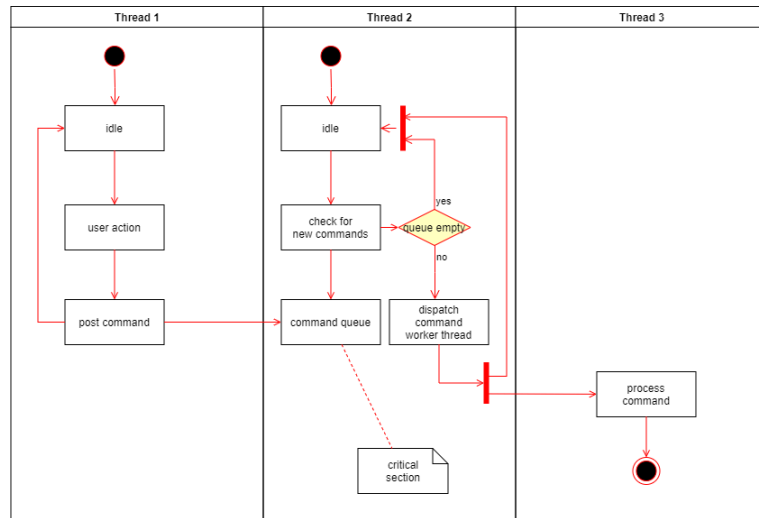 Thread 1
Thread 2
Thread 3
idle
idle
yes
user action
check for
new commands
queue empty
no
post command
command queue
dispatch
command
worker thread
process
command
critical
section